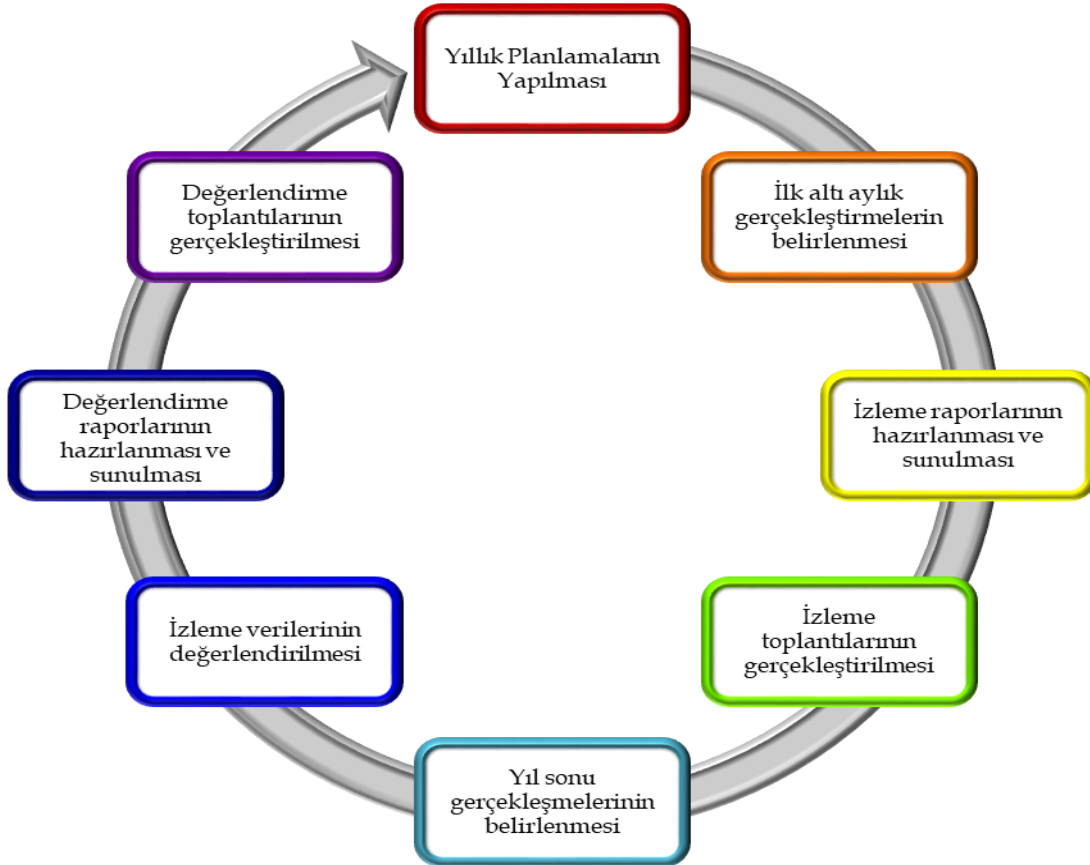 Yıllık Planlamaların
Yapılması
İlk altı aylık
gerçekleştirmelerin
belirlenmesi
İzleme raporlarının
hazırlanması ve
sunulması
İzleme
toplantılarının
gerçekleştirilmesi
Yıl sonu
gerçekleşmelerinin
belirlenmesi
İzleme verilerinin
değerlendirilmesi
Değerlendirme
raporlarının
hazırlanması ve
sunulması
Değerlendirme
toplantılarının
gerçekleştirilmesi